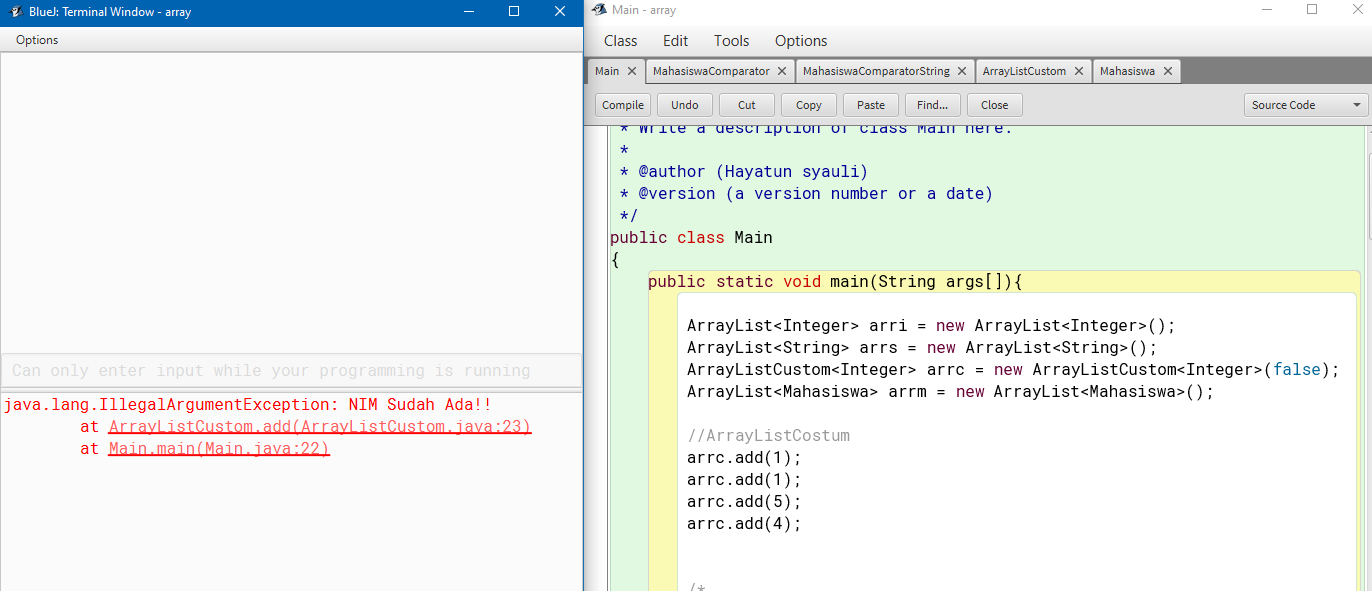 BlueJ: Terminal Window - array
Options
Can only enter input while your programming is running
java.lang.IllegalArgumentException: NIM Sudah Ada!!
at ArrayListCustom.add(ArrayListCustom.java:23)
at Main.main(Main.java:22)
Main - array
Class Edit Tools Options
Main MahasiswaComparator MahasiswaComparatorString ArrayListCustom Mahasiswa
Compile Undo Cut Copy Paste Find... Close Source Code
* Write a description of class Main here.
*
* @author (Hayatun syauli)
* @version (a version number or a date)
*/
public class Main
{
public static void main(String args[]){
ArrayList<Integer> arri = new ArrayList<Integer>();
ArrayList<String> arrs = new ArrayList<String>();
ArrayListCustom<Integer> arrc = new ArrayListCustom<Integer>(false);
ArrayList<Mahasiswa> arrm = new ArrayList<Mahasiswa>();
//ArrayListCostum
arrc.add(1);
arrc.add(1);
arrc.add(5);
arrc.add(4);
/*